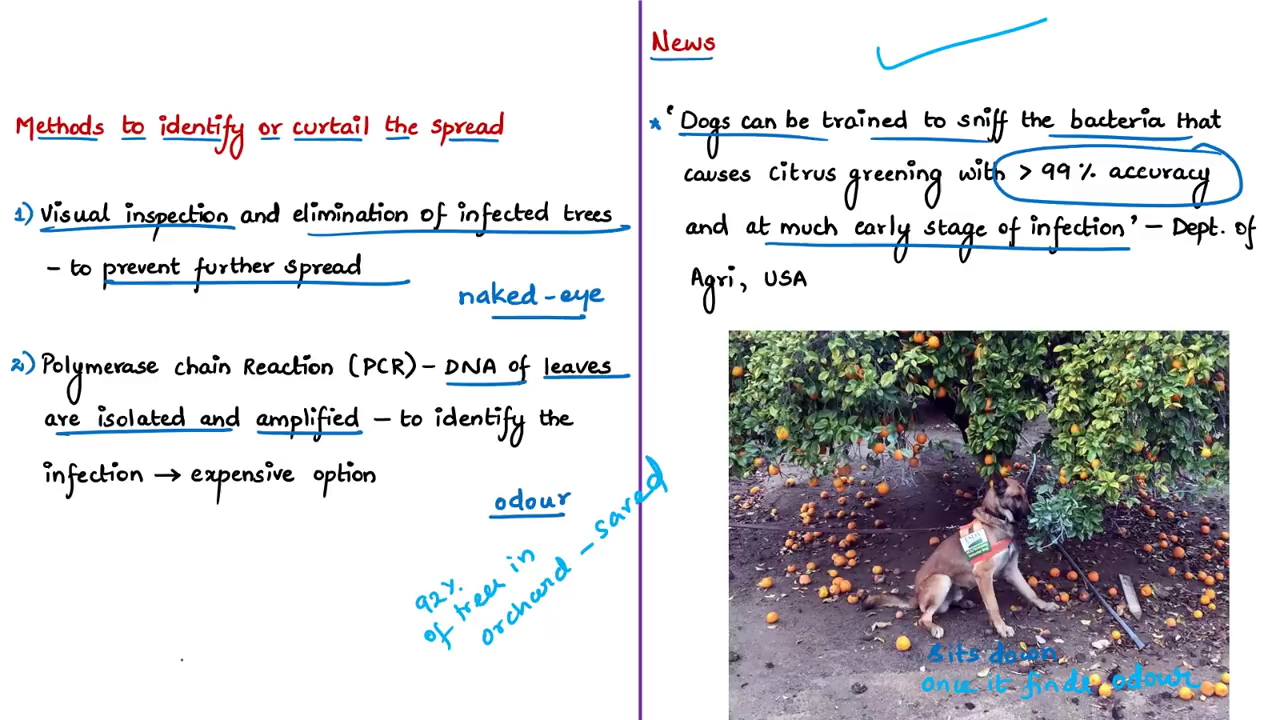 Methods to identify or curtail the spread
1) Visual inspection and elimination of infected trees
- to prevent further spread
naked-eye
2) Polymerase chain Reaction (PCR) - DNA of leaves
are isolated and amplified - to identify the
infection → expensive option
odour
92%
of trees in
orchard - saved
News
* 'Dogs can be trained to sniff the bacteria that
causes citrus greening with > 99% accuracy
and at much early stage of infection' - Dept. of
Agri, USA
Sits down
once it finds odour